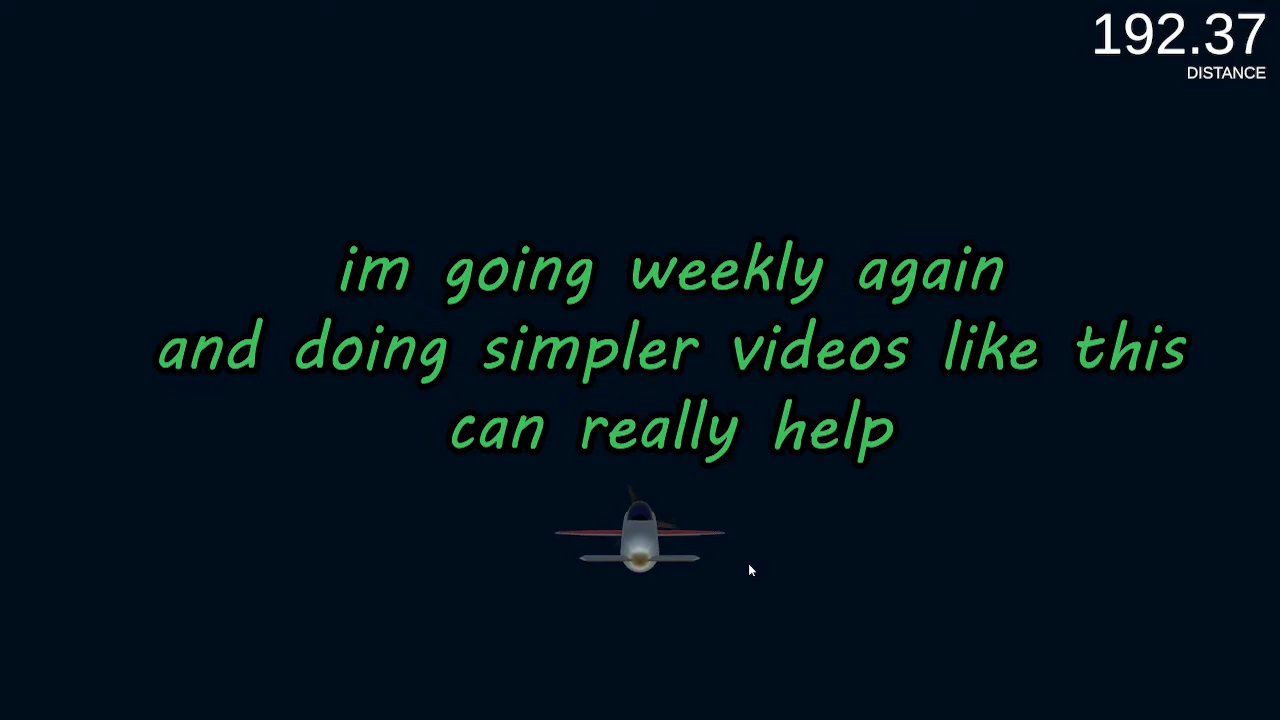 192.37
DISTANCE
im going weekly again
and doing simpler videos like this
can really help